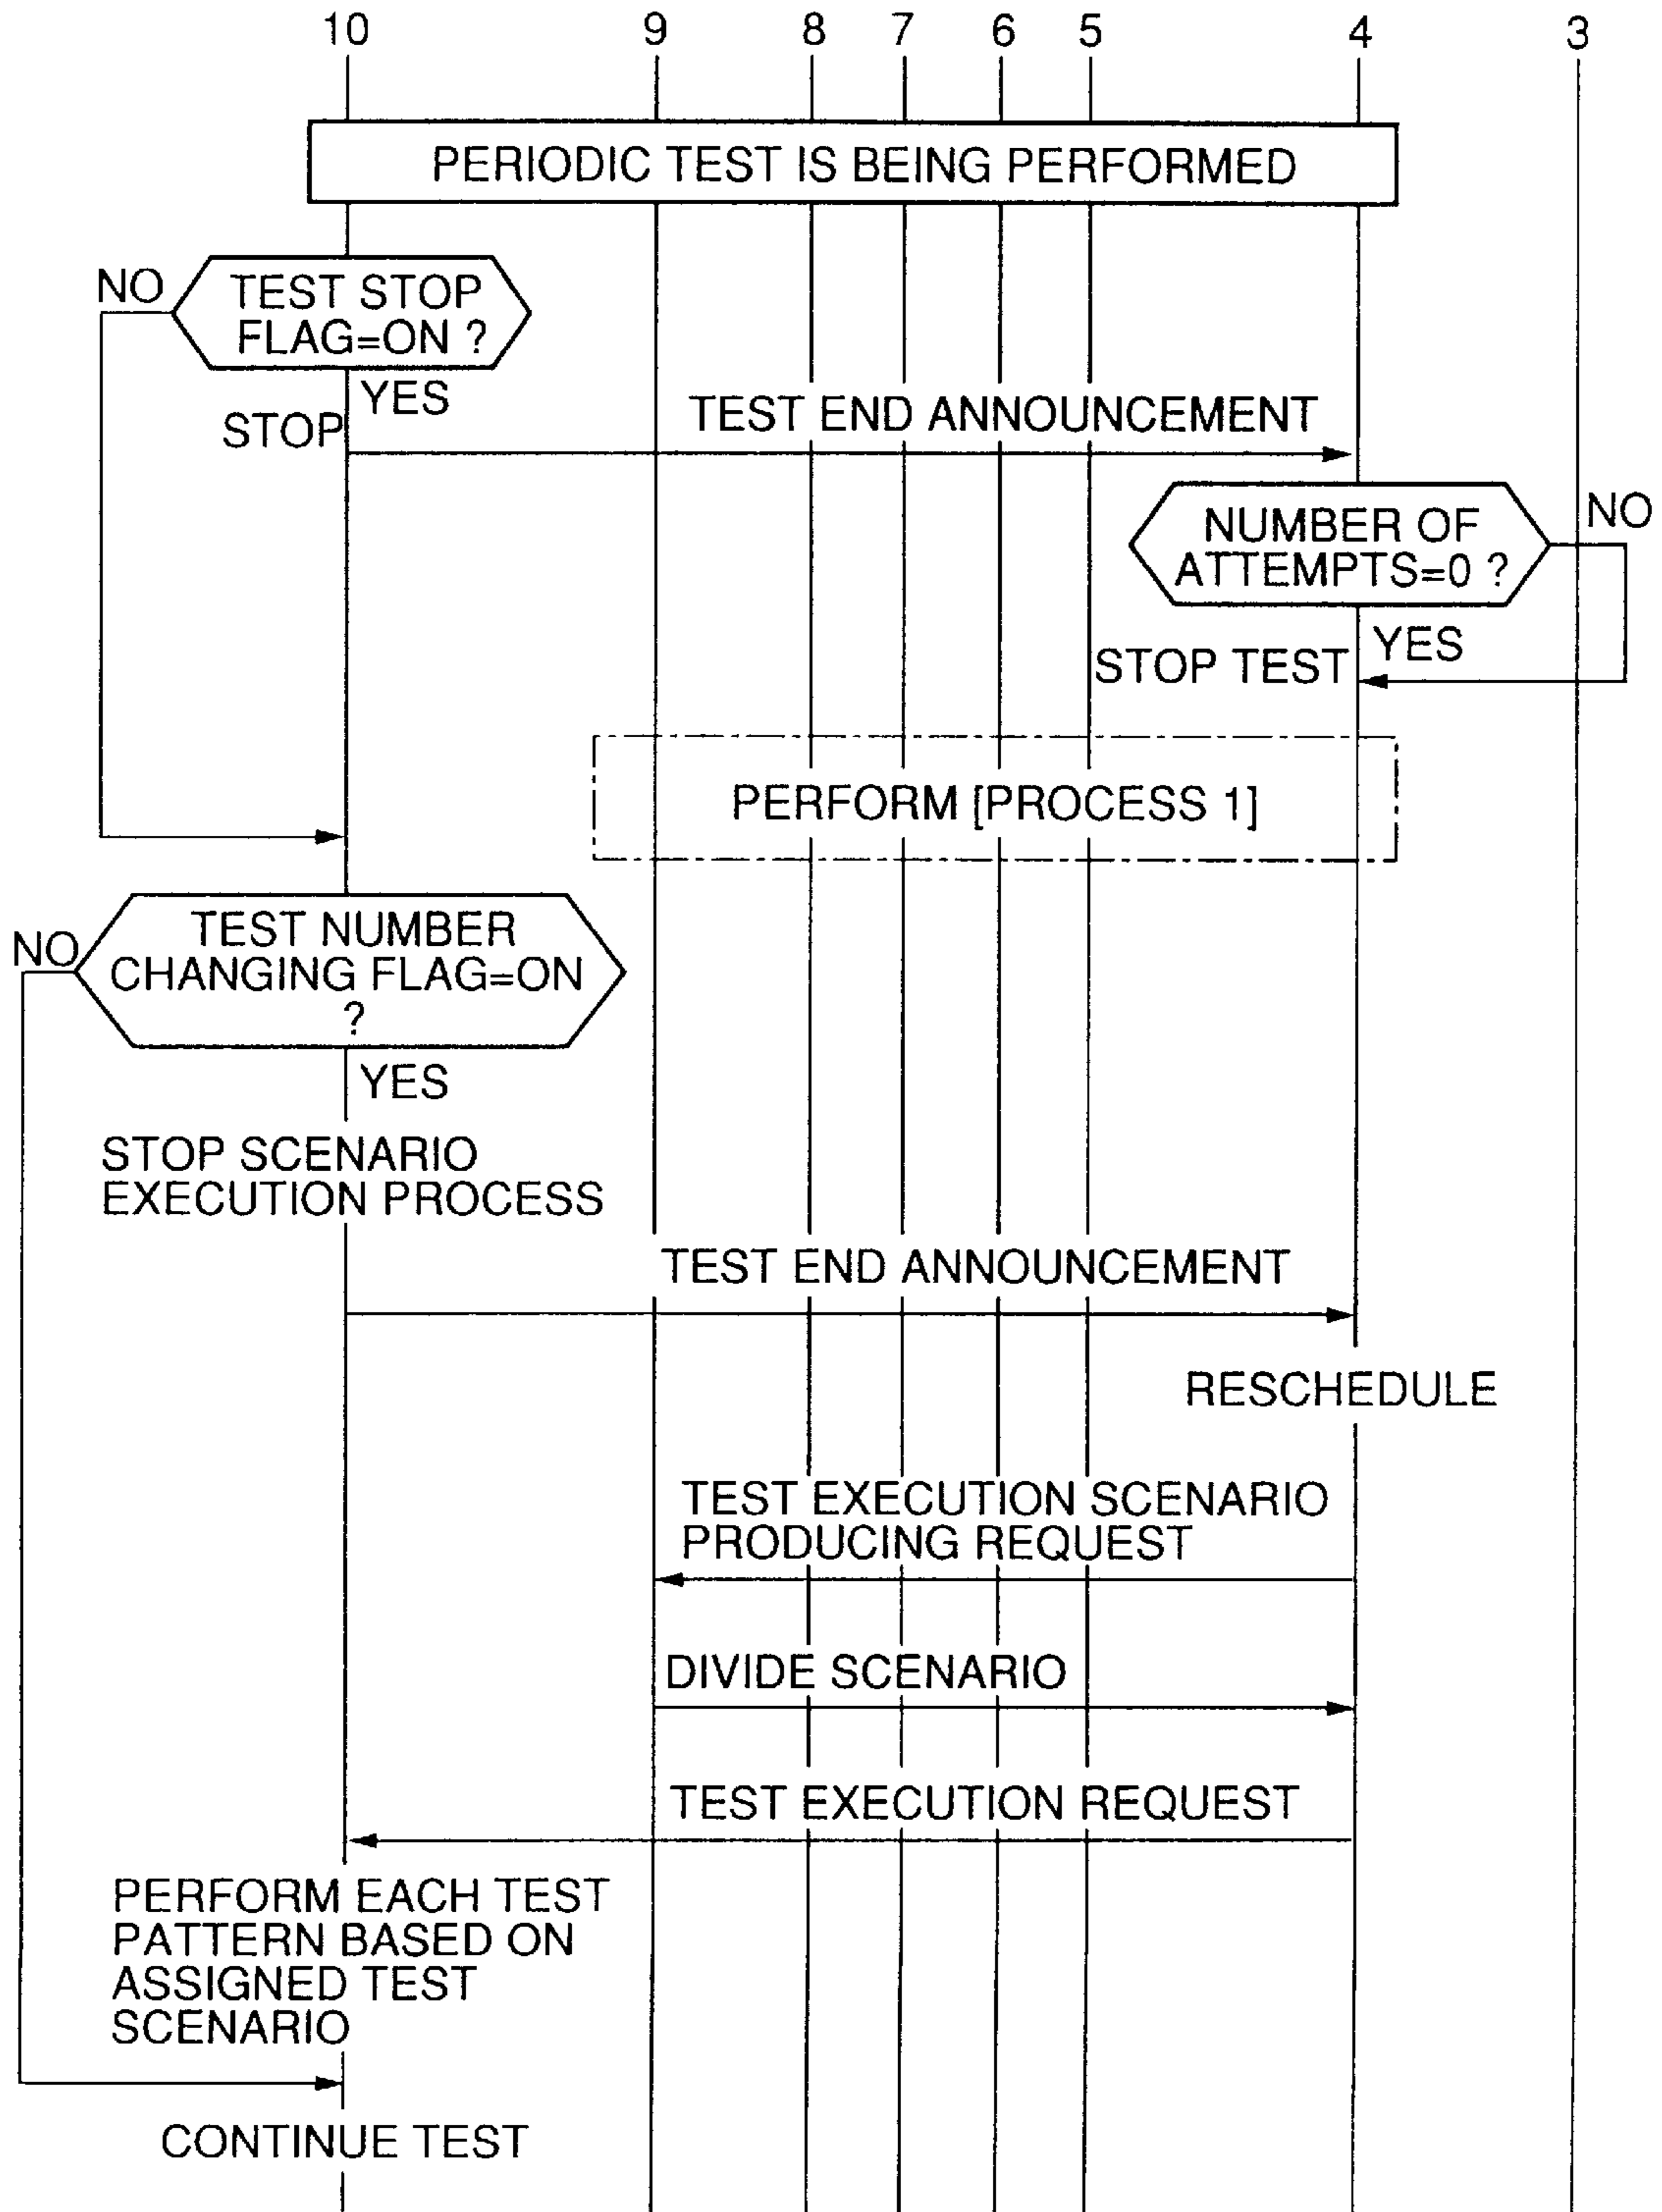 10 9 8 7 6 5 4 3
PERIODIC TEST IS BEING PERFORMED
NO
TEST STOP
FLAG=ON ?
YES
STOP
TEST END ANNOUNCEMENT
NUMBER OF
ATTEMPTS=0 ?
NO
YES
STOP TEST
PERFORM [PROCESS 1]
TEST NUMBER
CHANGING FLAG=ON
?
NO
YES
STOP SCENARIO
EXECUTION PROCESS
TEST END ANNOUNCEMENT
RESCHEDULE
TEST EXECUTION SCENARIO
PRODUCING REQUEST
DIVIDE SCENARIO
TEST EXECUTION REQUEST
PERFORM EACH TEST
PATTERN BASED ON
ASSIGNED TEST
SCENARIO
CONTINUE TEST